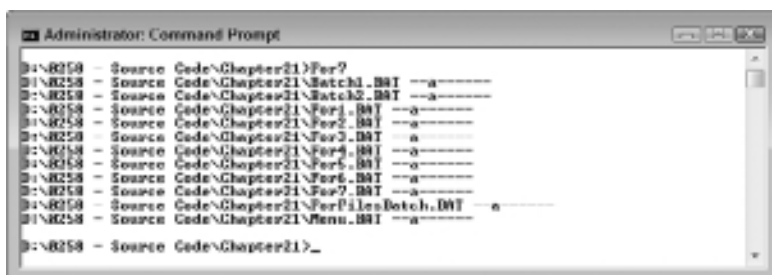 Administrator: Command Prompt
D:\0258 - Source Code\Chapter21>For7
D:\0258 - Source Code\Chapter21\Batch1.BAT --a------
D:\0258 - Source Code\Chapter21\Batch2.BAT --a------
D:\0258 - Source Code\Chapter21\For1.BAT --a------
D:\0258 - Source Code\Chapter21\For2.BAT --a------
D:\0258 - Source Code\Chapter21\For3.BAT --a------
D:\0258 - Source Code\Chapter21\For4.BAT --a------
D:\0258 - Source Code\Chapter21\For5.BAT --a------
D:\0258 - Source Code\Chapter21\For6.BAT --a------
D:\0258 - Source Code\Chapter21\For7.BAT --a------
D:\0258 - Source Code\Chapter21\ForFilesBatch.BAT --a------
D:\0258 - Source Code\Chapter21\Menu.BAT --a------
D:\0258 - Source Code\Chapter21>_